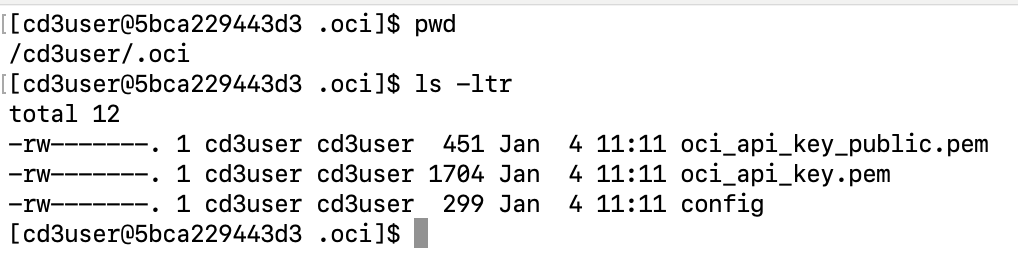 [[cd3user@5bca229443d3 .oci]$ pwd
/cd3user/.oci
[[cd3user@5bca229443d3 .oci]$ ls -ltr
total 12
-rw-------. 1 cd3user cd3user  451 Jan  4 11:11 oci_api_key_public.pem
-rw-------. 1 cd3user cd3user 1704 Jan  4 11:11 oci_api_key.pem
-rw-------. 1 cd3user cd3user  299 Jan  4 11:11 config
[cd3user@5bca229443d3 .oci]$